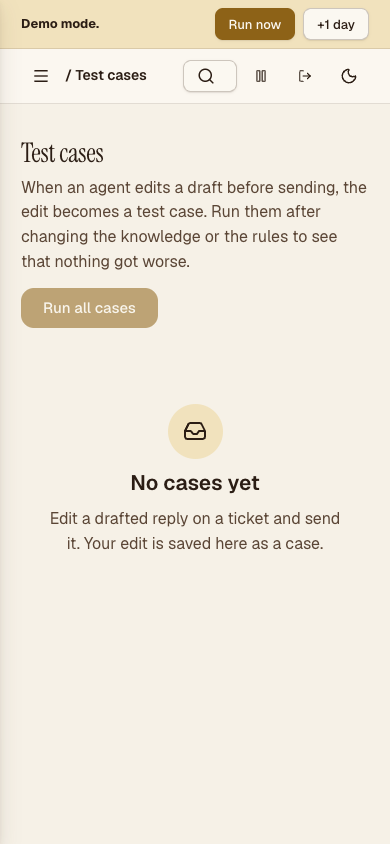 Demo mode.
Run now
+1 day
/ Test cases
Test cases
When an agent edits a draft before sending, the
edit becomes a test case. Run them after
changing the knowledge or the rules to see
that nothing got worse.
Run all cases
No cases yet
Edit a drafted reply on a ticket and send
it. Your edit is saved here as a case.